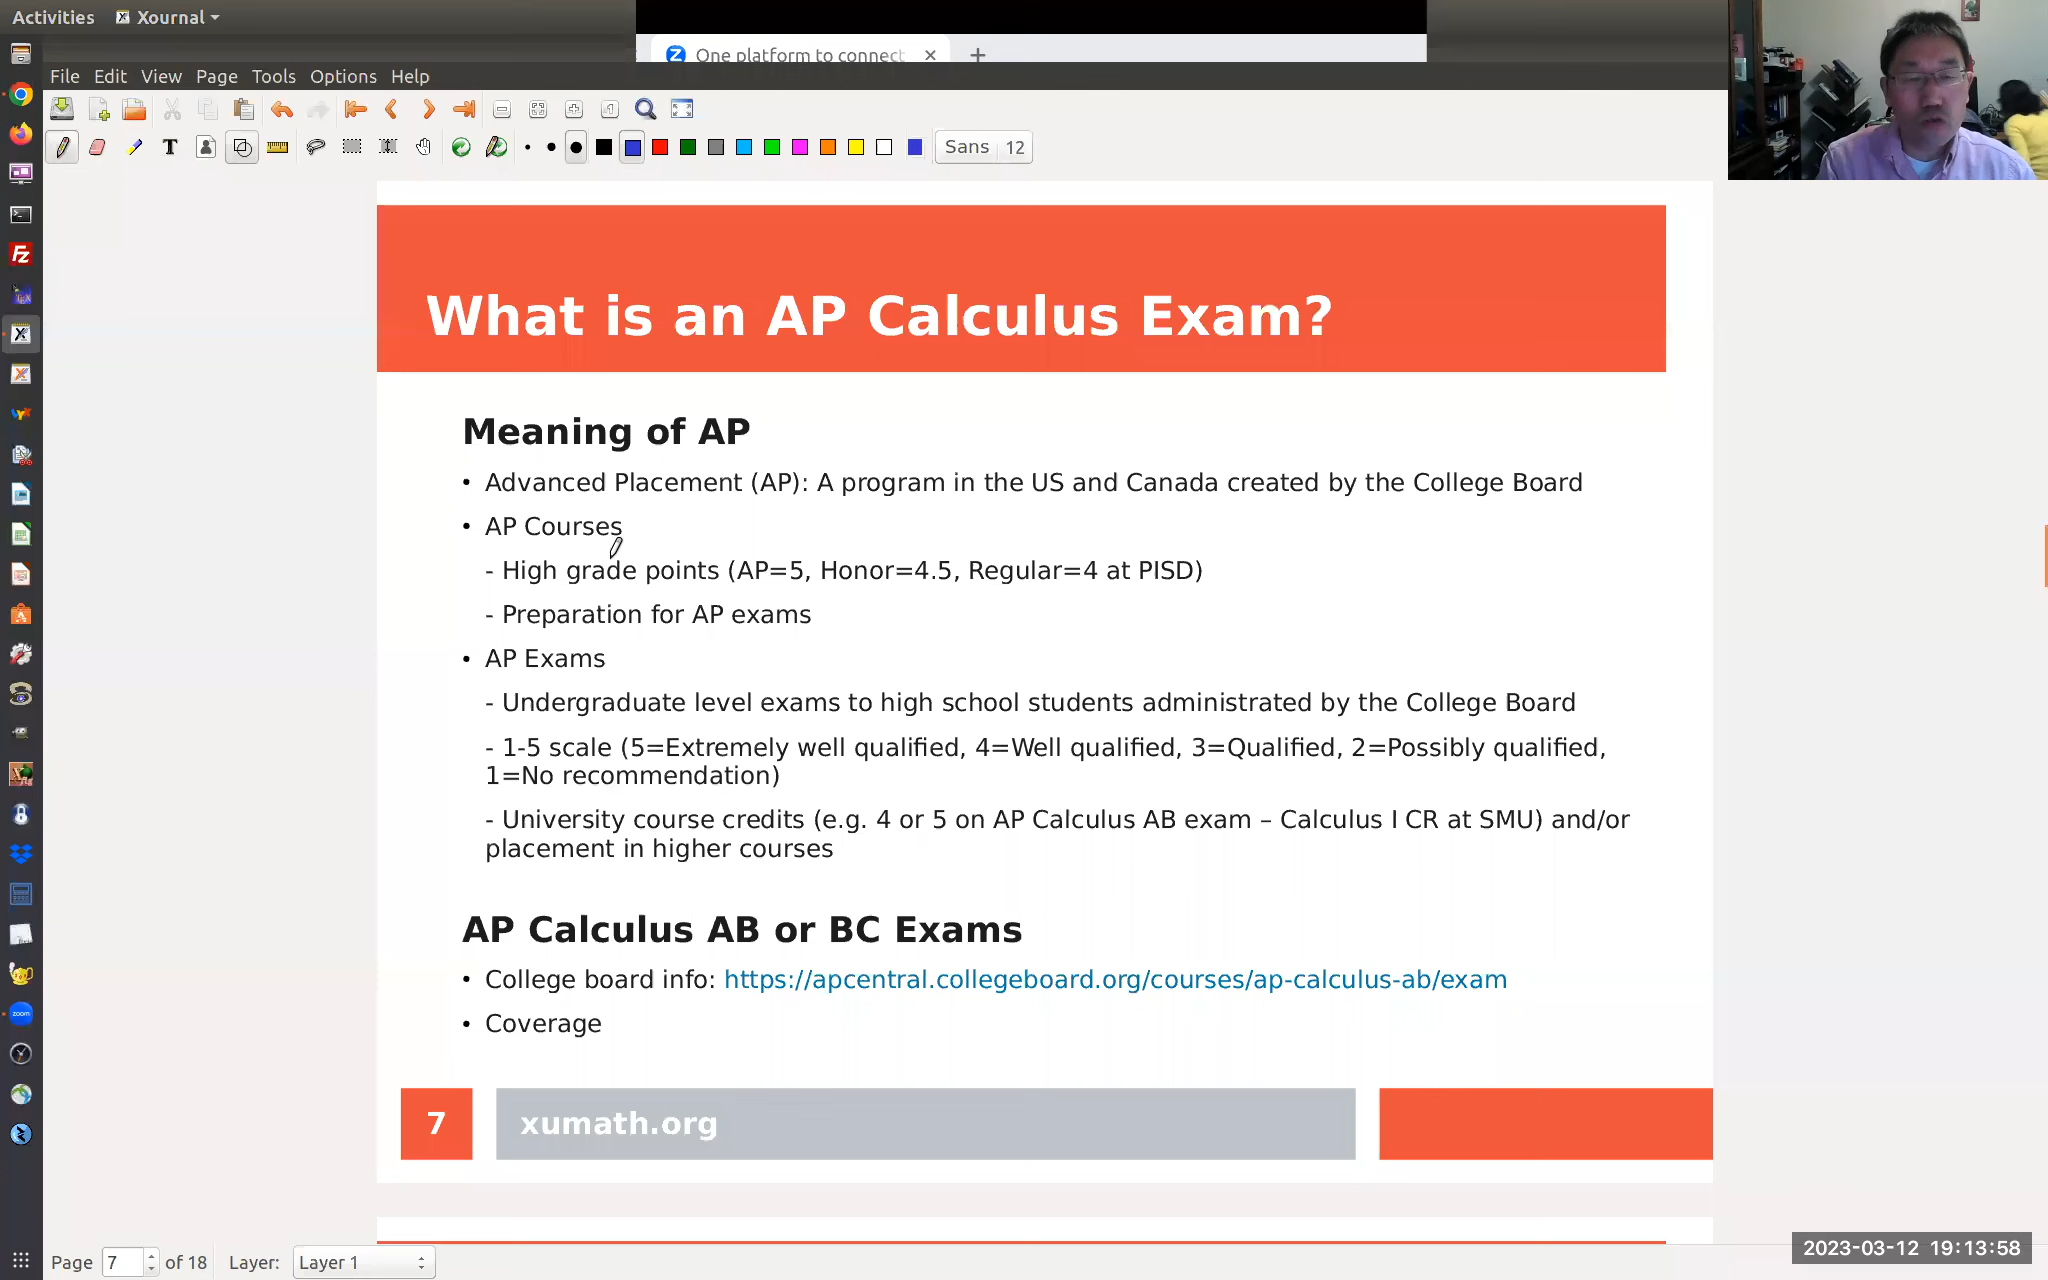 Activities Xournal
One platform to connect
File Edit View Page Tools Options Help
Sans 12
What is an AP Calculus Exam?
Meaning of AP
• Advanced Placement (AP): A program in the US and Canada created by the College Board
• AP Courses
- High grade points (AP=5, Honor=4.5, Regular=4 at PISD)
- Preparation for AP exams
• AP Exams
- Undergraduate level exams to high school students administrated by the College Board
- 1-5 scale (5=Extremely well qualified, 4=Well qualified, 3=Qualified, 2=Possibly qualified,
1=No recommendation)
- University course credits (e.g. 4 or 5 on AP Calculus AB exam – Calculus I CR at SMU) and/or
placement in higher courses
AP Calculus AB or BC Exams
• College board info: https://apcentral.collegeboard.org/courses/ap-calculus-ab/exam
• Coverage
7 xumath.org
Page 7 of 18 Layer: Layer 1
2023-03-12 19:13:58